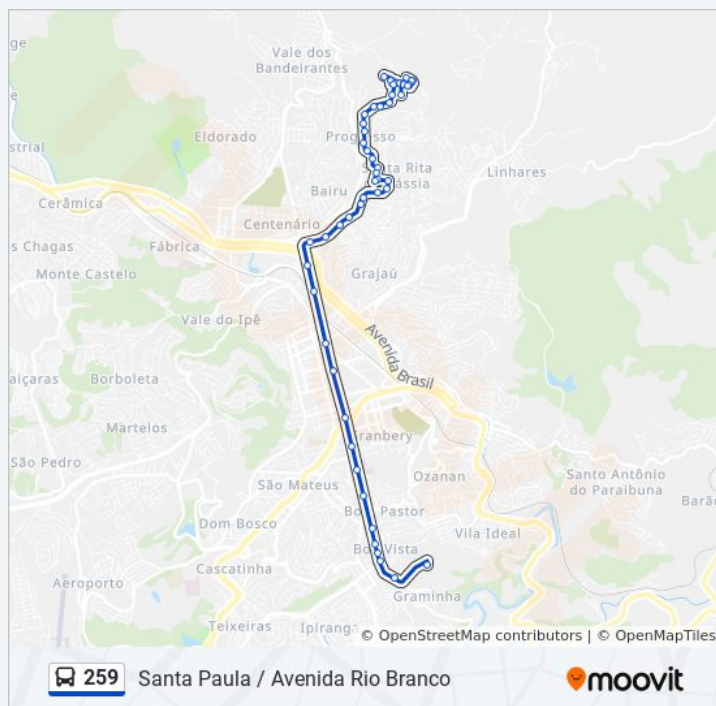 Vale dos
Bandeirantes
Eldorado
Progresso
strial
Santa Rita
Cássia
Linhares
Bairu
Cerâmica
Centenário
s Chagas
Fábrica
Monte Castelo
Grajaú
Vale do Ipê
Avenida Brasil
aiçaras
Borboleta
Martelos
Granbery
São Pedro
Ozanan
Santo Antônio
do Paraibuna
São Mateus
Bom Pastor
Barã
Dom Bosco
Vila Ideal
Boa Vista
Cascatinha
Aeroporto
Graminha
Teixeiras
Ipiranga
© OpenStreetMap contributors | © OpenMapTiles
259 Santa Paula / Avenida Rio Branco
moovit